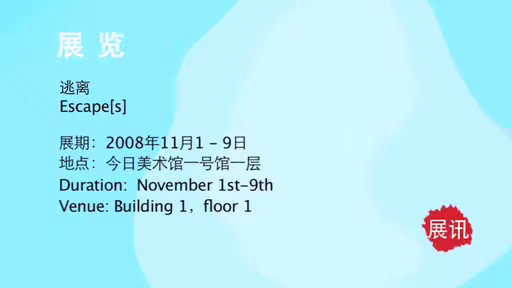 展 览
逃离
Escape[s]
展期：2008年11月1 – 9日
地点：今日美术馆一号馆一层
Duration: November 1st-9th
Venue: Building 1，floor 1
展讯